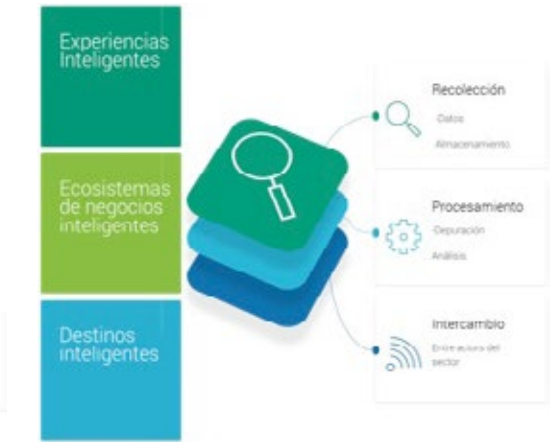 Experiencias
Inteligentes
Ecosistemas
de negocios
inteligentes
Destinos
inteligentes
Recolección
Datos
Almacenamiento
Procesamiento
-Depuración
Análisis
Intercambio
Entre actores del
sector